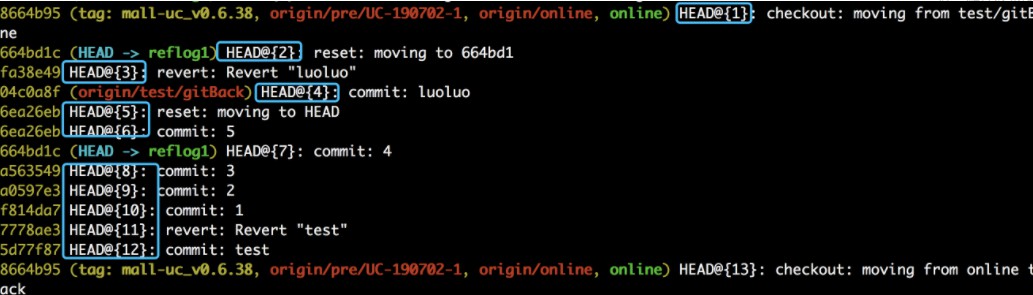 8664b95 (tag: mall-uc_v0.6.38, origin/pre/UC-190702-1, origin/online, online) HEAD@{1}: checkout: moving from test/gitB
ne
664bd1c (HEAD -> reflog1) HEAD@{2}: reset: moving to 664bd1
fa38e49 HEAD@{3}: revert: Revert "luoluo"
04c0a8f (origin/test/gitBack) HEAD@{4}: commit: luoluo
6ea26eb HEAD@{5}: reset: moving to HEAD
6ea26eb HEAD@{6}: commit: 5
664bd1c (HEAD -> reflog1) HEAD@{7}: commit: 4
a563549 HEAD@{8}: commit: 3
a0597e3 HEAD@{9}: commit: 2
f814da7 HEAD@{10}: commit: 1
7778ae3 HEAD@{11}: revert: Revert "test"
5d77f87 HEAD@{12}: commit: test
8664b95 (tag: mall-uc_v0.6.38, origin/pre/UC-190702-1, origin/online, online) HEAD@{13}: checkout: moving from online t
ack